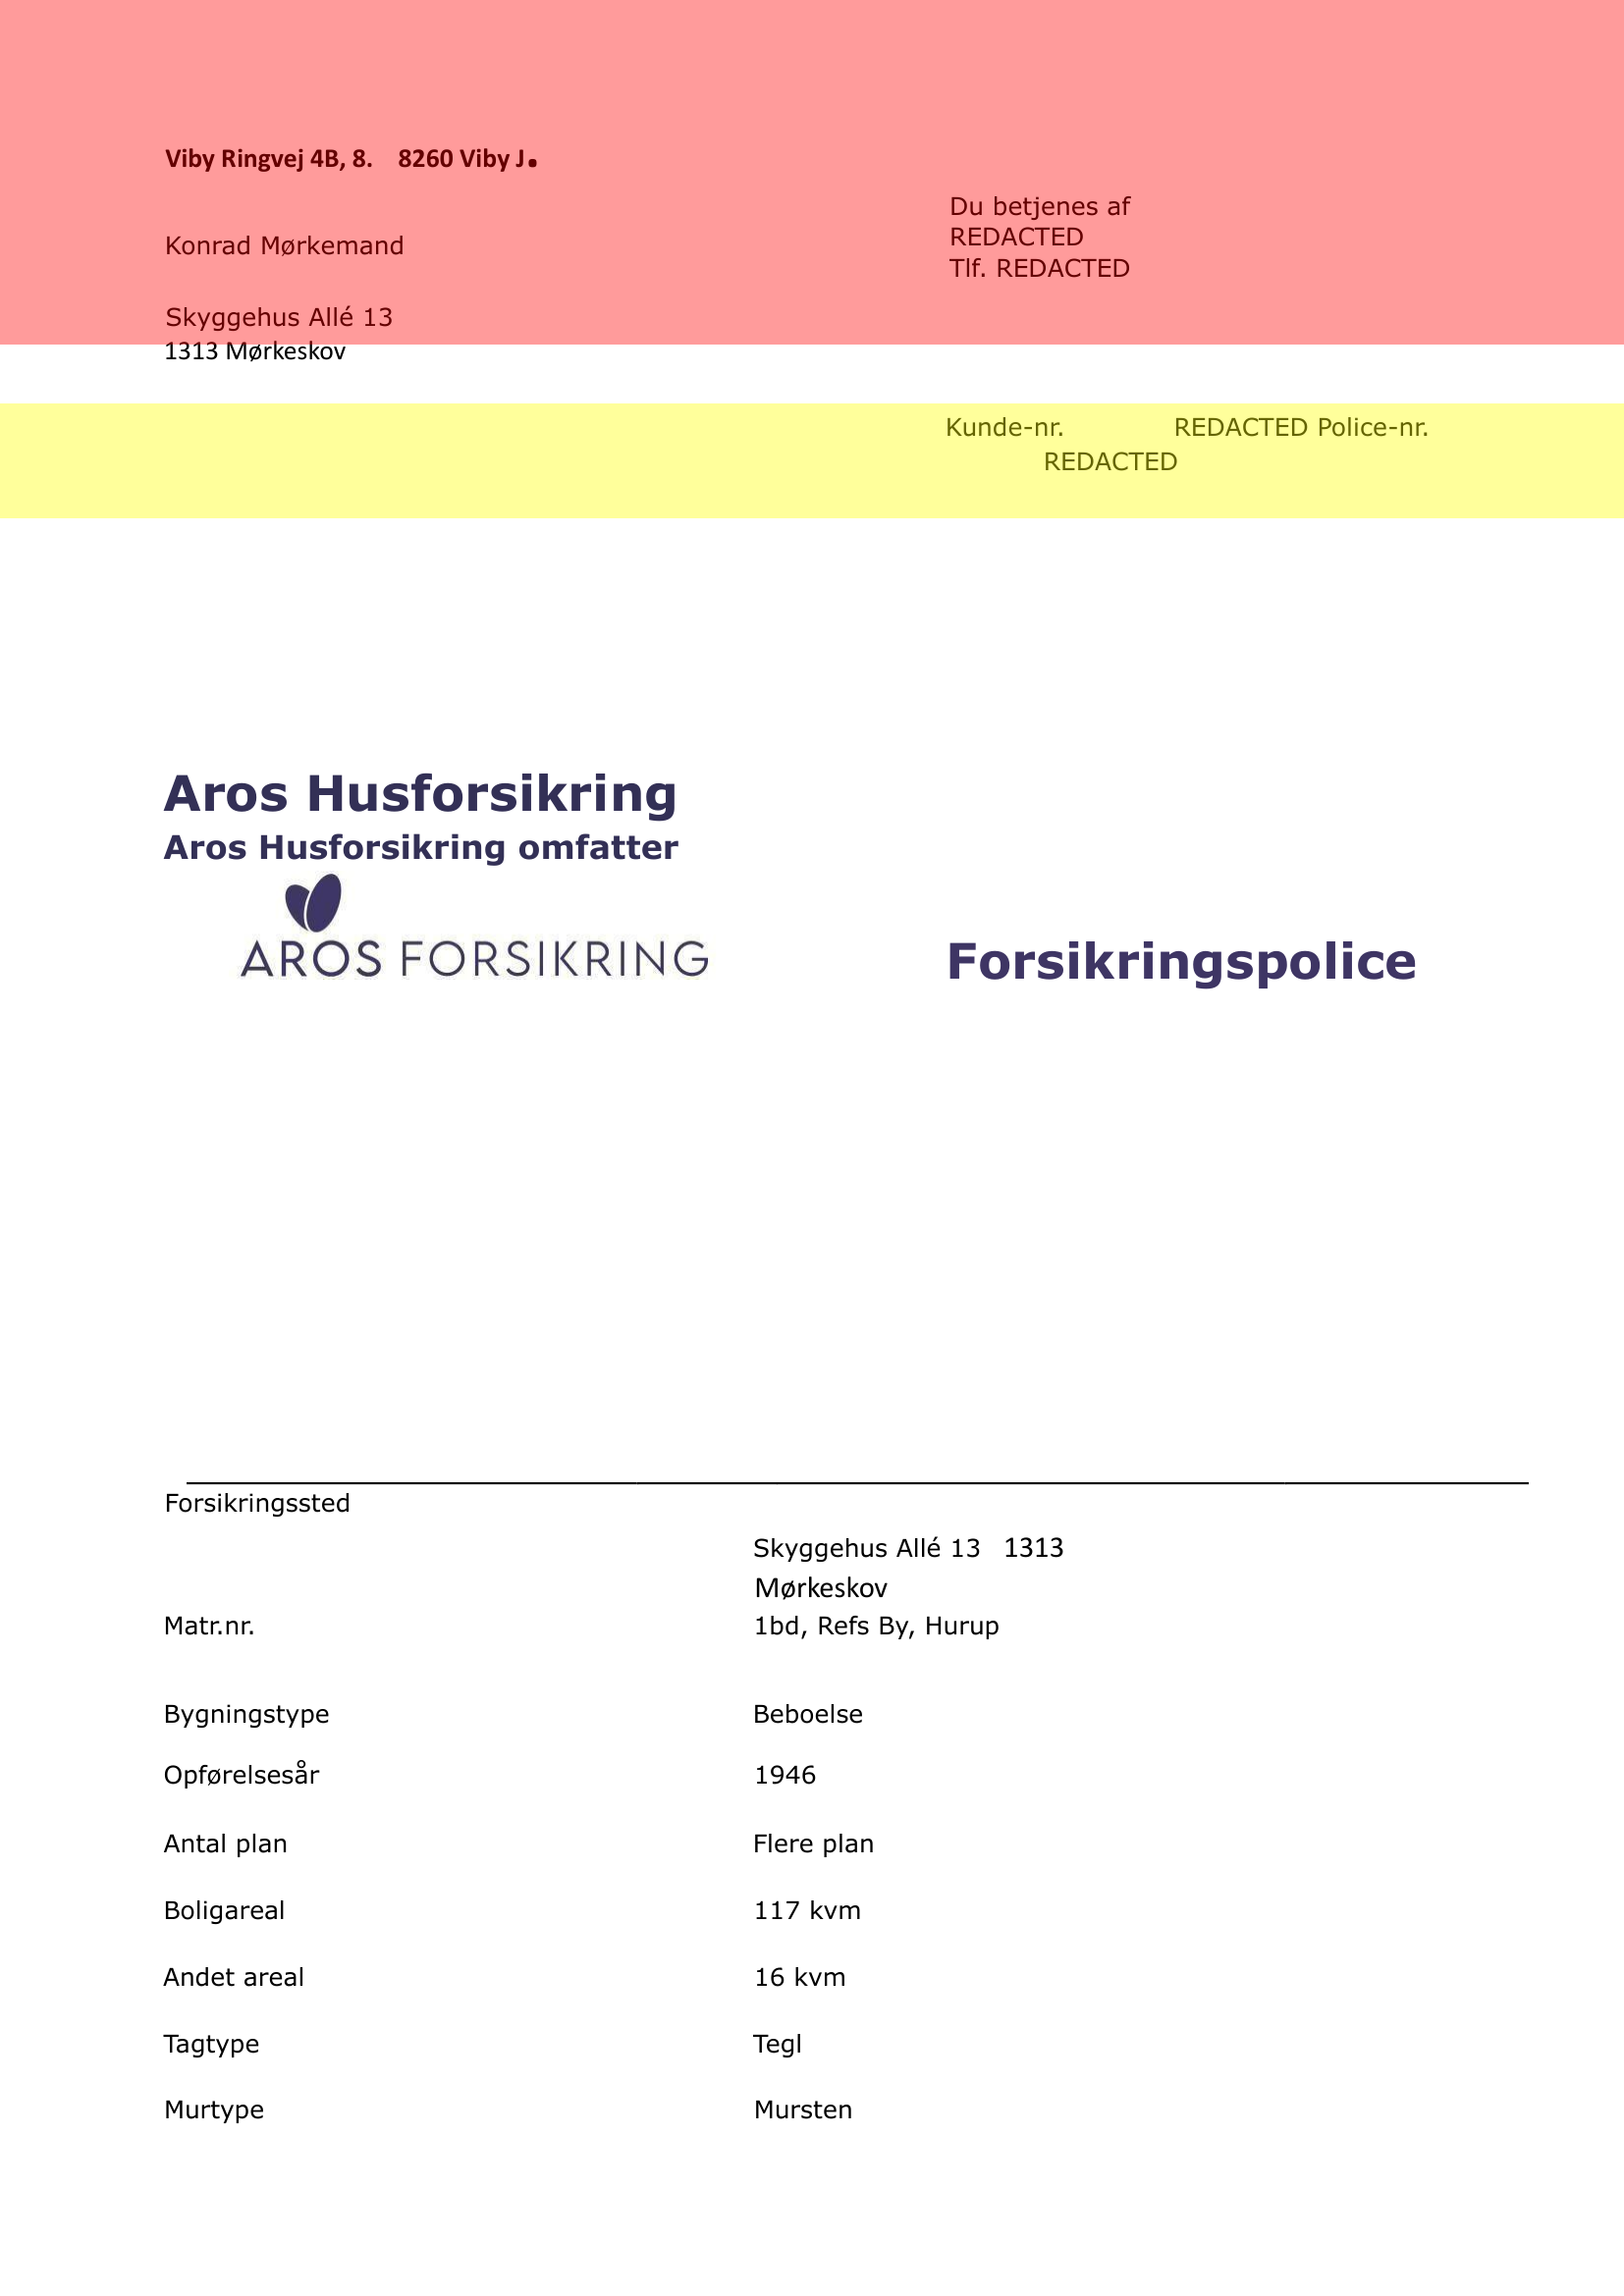 Viby Ringvej 4B, 8. 8260 Viby J.
Du betjenes af
REDACTED
Konrad Mørkemand
Tlf. REDACTED
Skyggehus Allé 13
1313 Mørkeskov
Kunde-nr. REDACTED Police-nr.
REDACTED
Aros Husforsikring
Aros Husforsikring omfatter
AROS FORSIKRING
Forsikringspolice
Forsikringssted
Skyggehus Allé 13 1313
Mørkeskov
Matr.nr. 1bd, Refs By, Hurup
Bygningstype Beboelse
Opførelsesår 1946
Antal plan Flere plan
Boligareal 117 kvm
Andet areal 16 kvm
Tagtype Tegl
Murtype Mursten